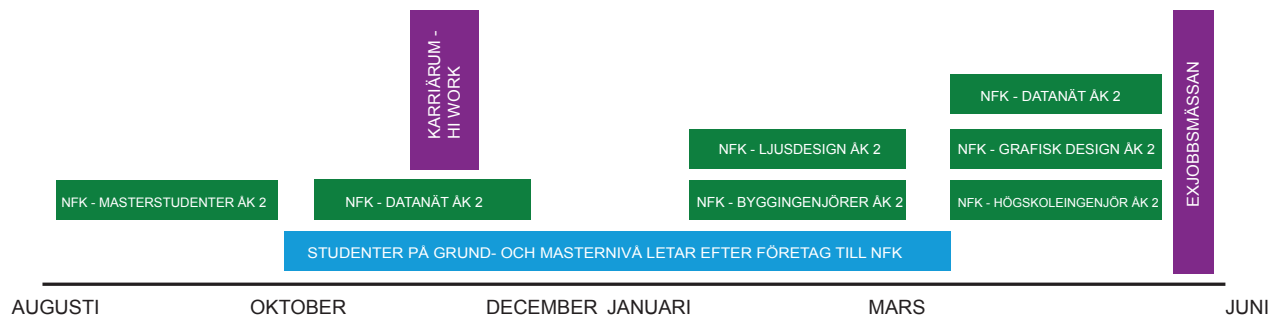 KARRIÄRUM -
HI WORK
EXJOBBSMÄSSAN
NFK - DATANÄT ÅK 2
NFK - LJUSDESIGN ÅK 2
NFK - GRAFISK DESIGN ÅK 2
NFK - MASTERSTUDENTER ÅK 2
NFK - DATANÄT ÅK 2
NFK - BYGGINGENJÖRER ÅK 2
NFK - HÖGSKOLEINGENJÖR ÅK 2
STUDENTER PÅ GRUND- OCH MASTERNIVÅ LETAR EFTER FÖRETAG TILL NFK
AUGUSTI OKTOBER DECEMBER JANUARI MARS JUNI